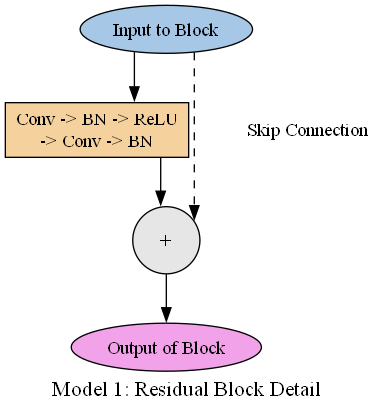 Input to Block
Conv -> BN -> ReLU
-> Conv -> BN
Skip Connection
+
Output of Block
Model 1: Residual Block Detail